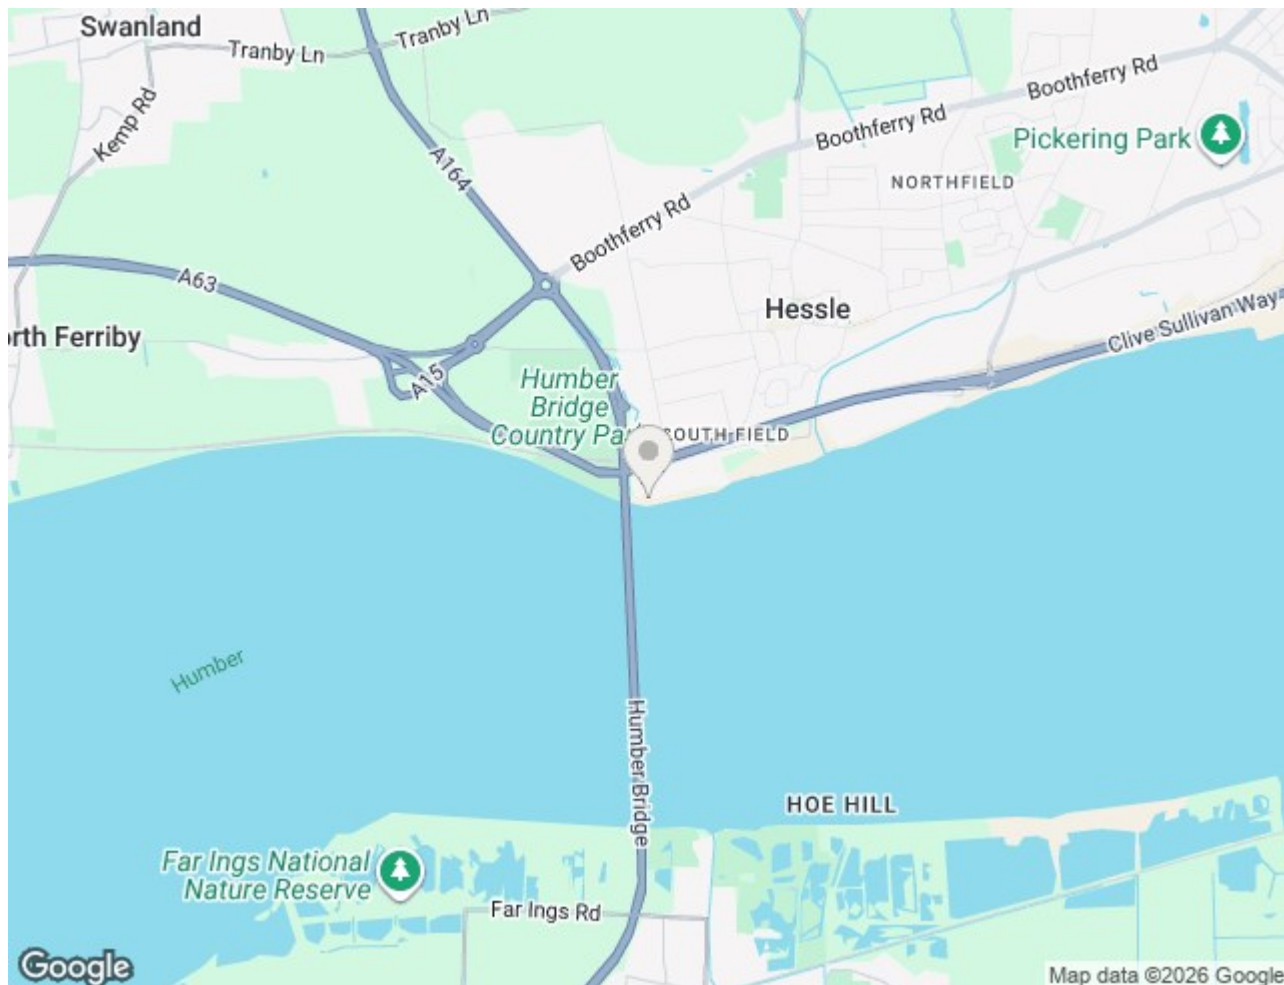 Swanland
Tranby Ln
Tranby Ln
Kemp Rd
A164
Boothferry Rd
Boothferry Rd
Boothferry Rd
Pickering Park
NORTHFIELD
A63
Hessle
orth Ferriby
Clive Sullivan Way
A15
Humber
Bridge
Country Pa
SOUTH FIELD
Humber
Humber Bridge
HOE HILL
Far Ings National
Nature Reserve
Far Ings Rd
Google
Map data ©2026 Google